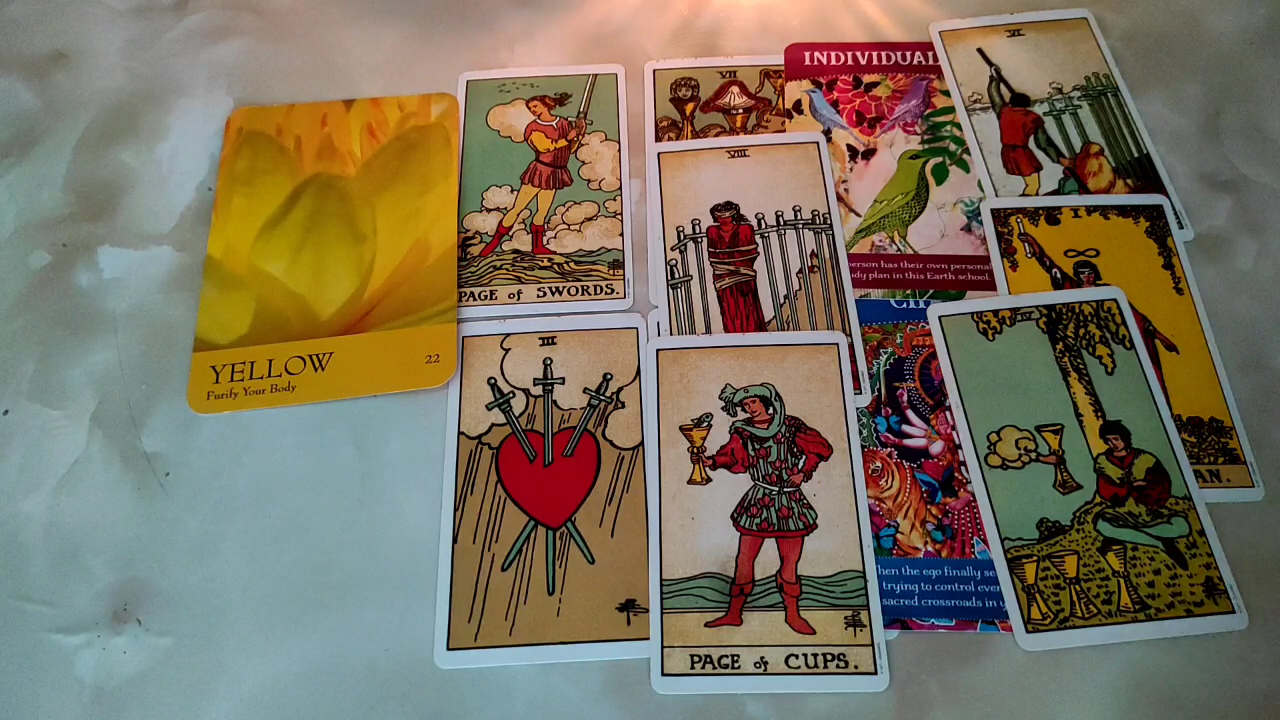 YELLOW
22
Purify Your Body
PAGE of SWORDS.
III
VII
VIII
PAGE of CUPS.
INDIVIDUAL
person has their own personal
study plan in this Earth school.
hen the ego finally se
trying to control ever
sacred crossroads in y
VI
I
AN.
IV